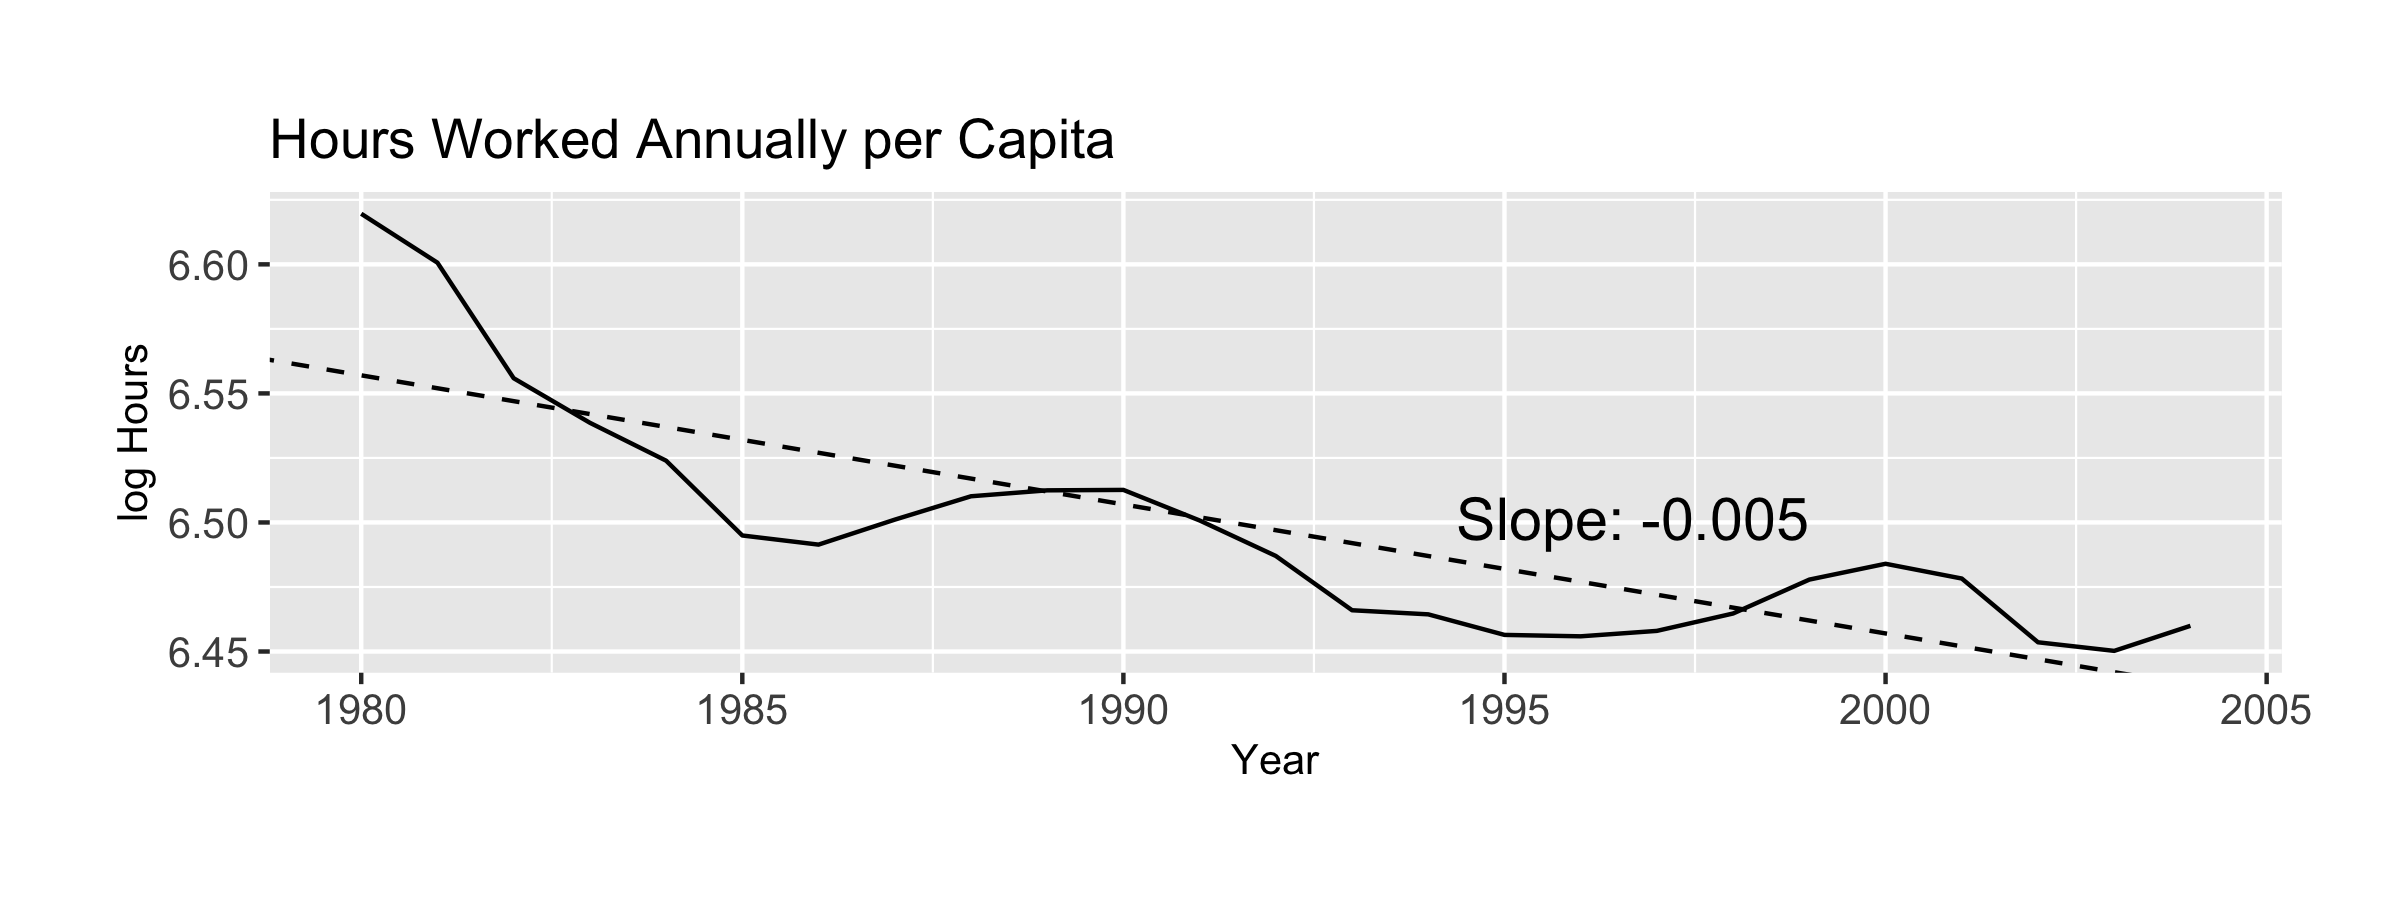 Hours Worked Annually per Capita
log Hours
6.60
6.55
6.50
6.45
Slope: -0.005
1980 1985 1990 1995 2000 2005
Year